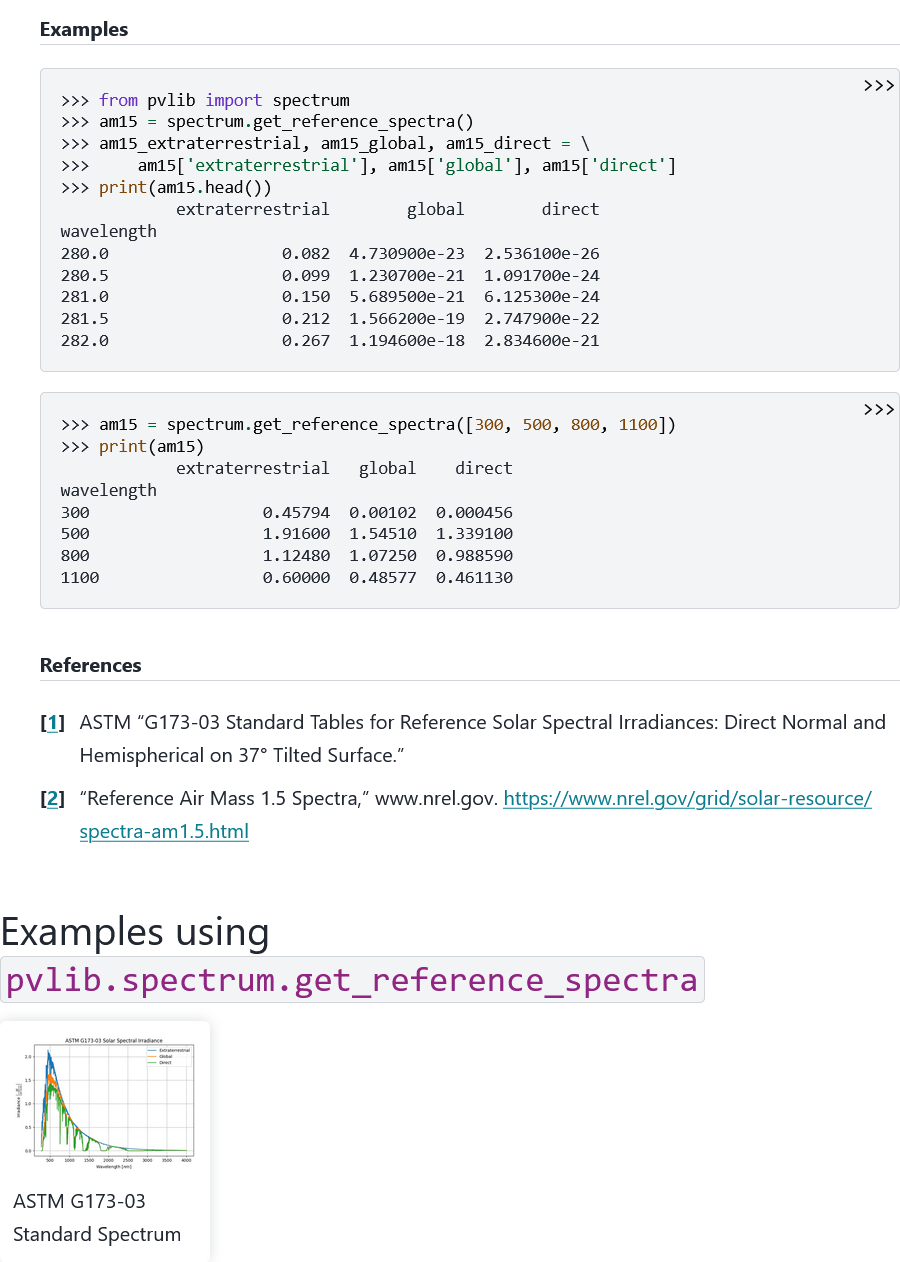 Examples
>>>
>>> from pvlib import spectrum
>>> am15 = spectrum.get_reference_spectra()
>>> am15_extraterrestrial, am15_global, am15_direct = \
>>>     am15['extraterrestrial'], am15['global'], am15['direct']
>>> print(am15.head())
            extraterrestrial        global        direct
wavelength
280.0                  0.082  4.730900e-23  2.536100e-26
280.5                  0.099  1.230700e-21  1.091700e-24
281.0                  0.150  5.689500e-21  6.125300e-24
281.5                  0.212  1.566200e-19  2.747900e-22
282.0                  0.267  1.194600e-18  2.834600e-21
>>>
>>> am15 = spectrum.get_reference_spectra([300, 500, 800, 1100])
>>> print(am15)
            extraterrestrial   global    direct
wavelength
300                  0.45794  0.00102  0.000456
500                  1.91600  1.54510  1.339100
800                  1.12480  1.07250  0.988590
1100                 0.60000  0.48577  0.461130
References
[1] ASTM “G173-03 Standard Tables for Reference Solar Spectral Irradiances: Direct Normal and
Hemispherical on 37° Tilted Surface.”
[2] “Reference Air Mass 1.5 Spectra,” www.nrel.gov. https://www.nrel.gov/grid/solar-resource/
spectra-am1.5.html
Examples using
pvlib.spectrum.get_reference_spectra
ASTM G173-03 Solar Spectral Irradiance
Extraterrestrial
Global
Direct
2.0
1.5
1.0
0.5
0.0
500 1000 1500 2000 2500 3000 3500 4000
Wavelength [nm]
ASTM G173-03
Standard Spectrum